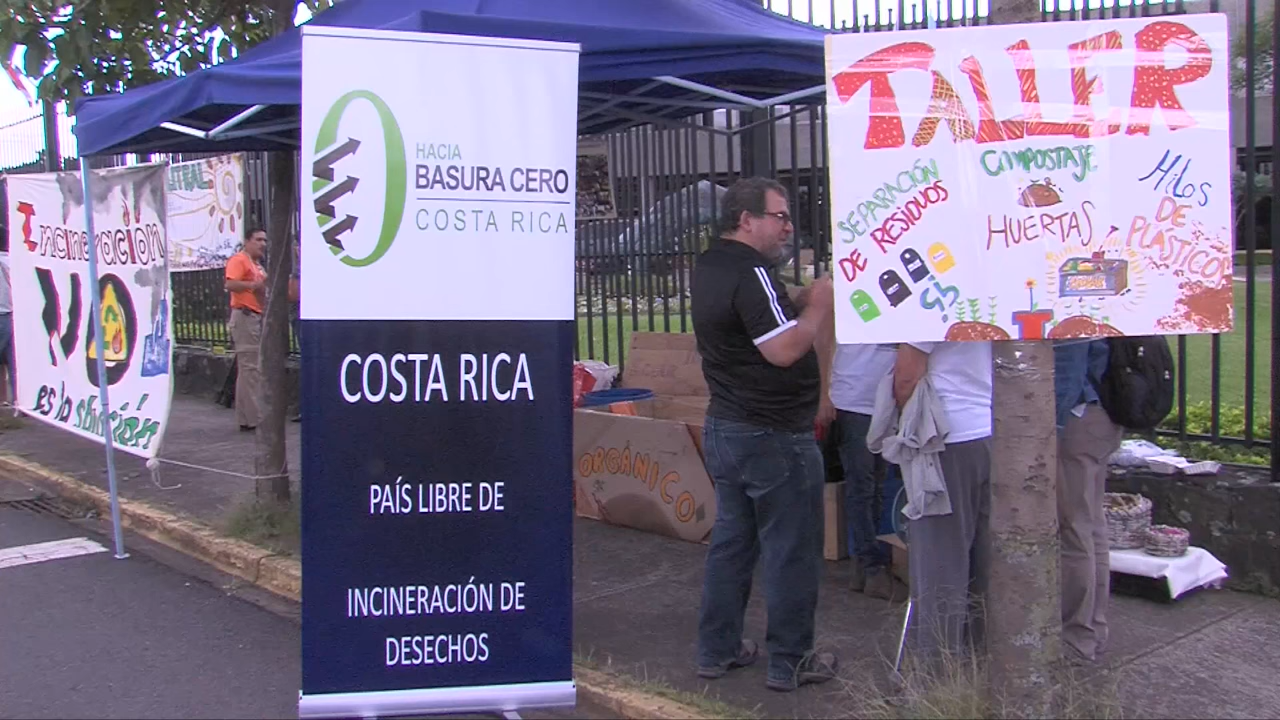 HACIA
BASURA CERO
COSTA RICA
COSTA RICA
PAÍS LIBRE DE
INCINERACIÓN DE
DESECHOS
TALLER
SEPARACIÓN
DE RESIDUOS
COMPOSTAJE
HUERTAS
Hilos
DE
PLÁSTICOS
ORGÁNICO
Incineración
NO
es la solución!